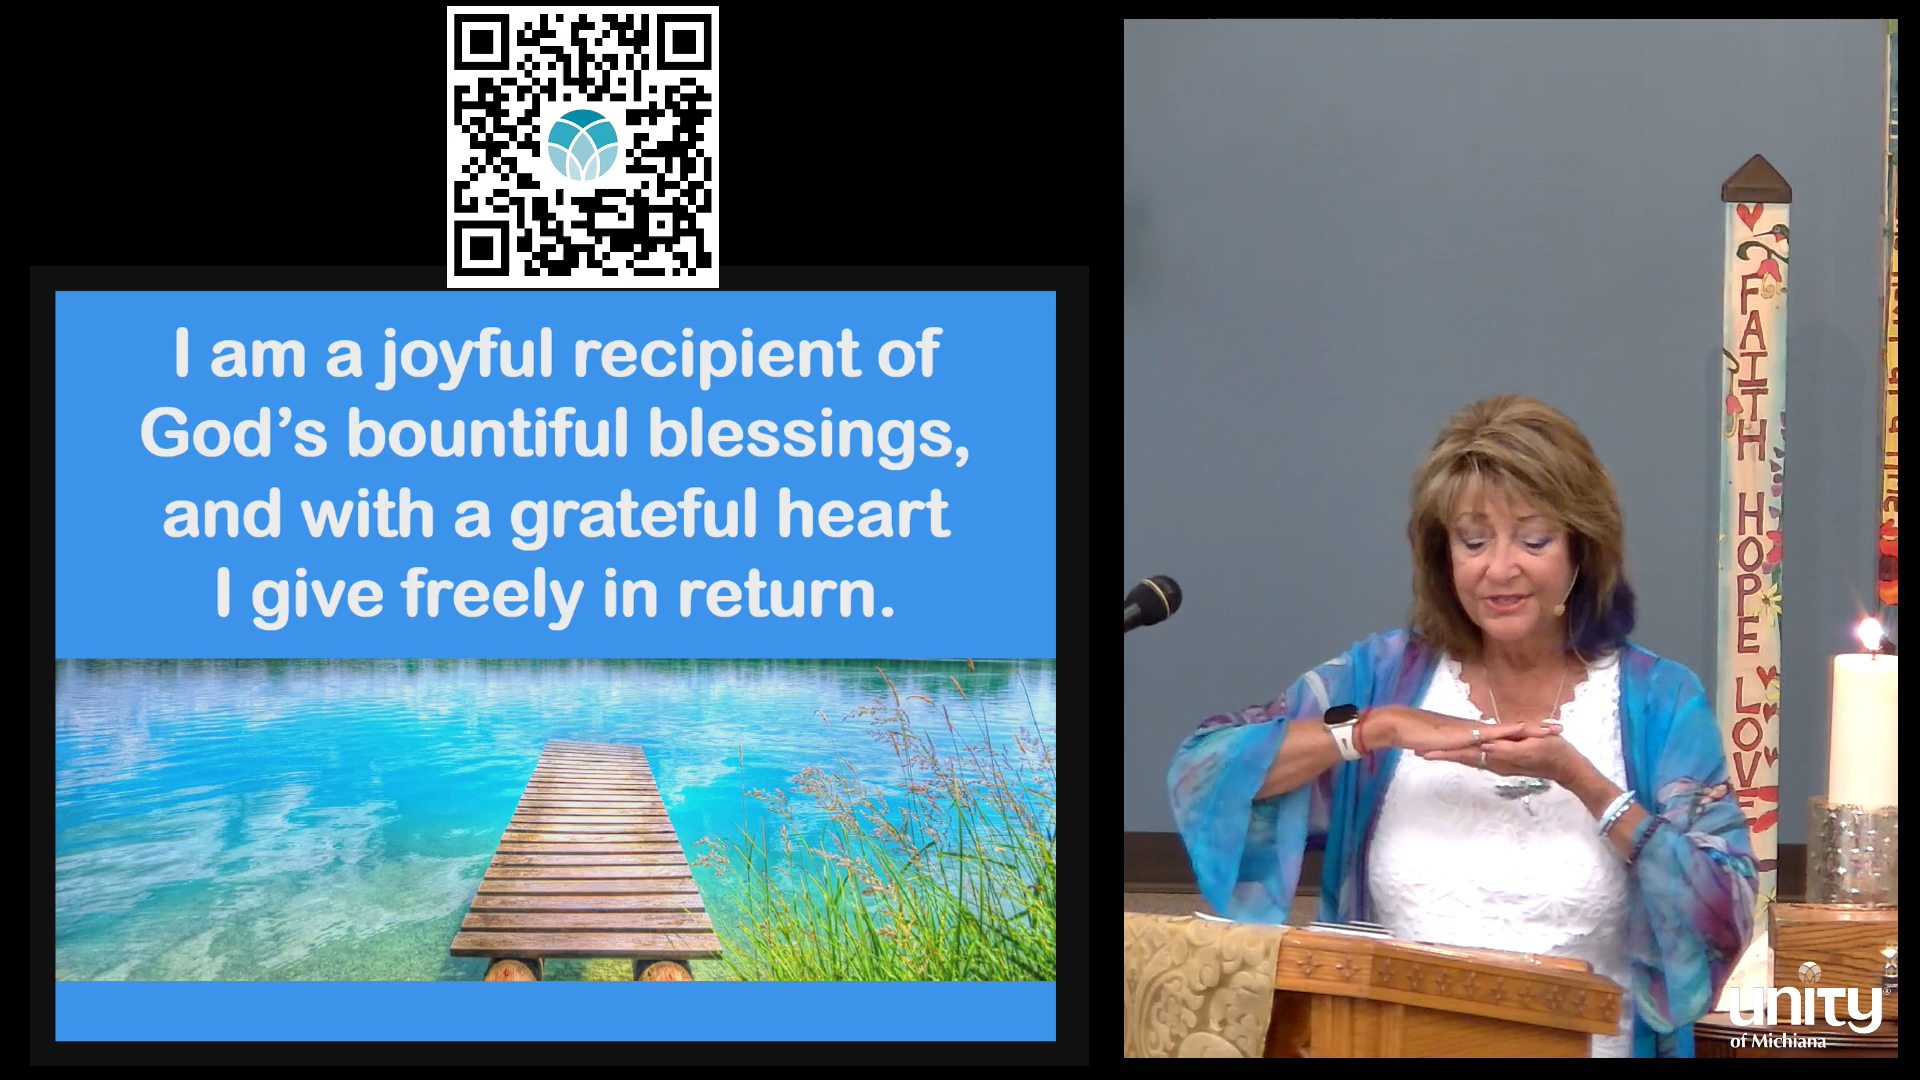 I am a joyful recipient of
God’s bountiful blessings,
and with a grateful heart
I give freely in return.
FAITH HOPE LOVE
unity®
of Michiana